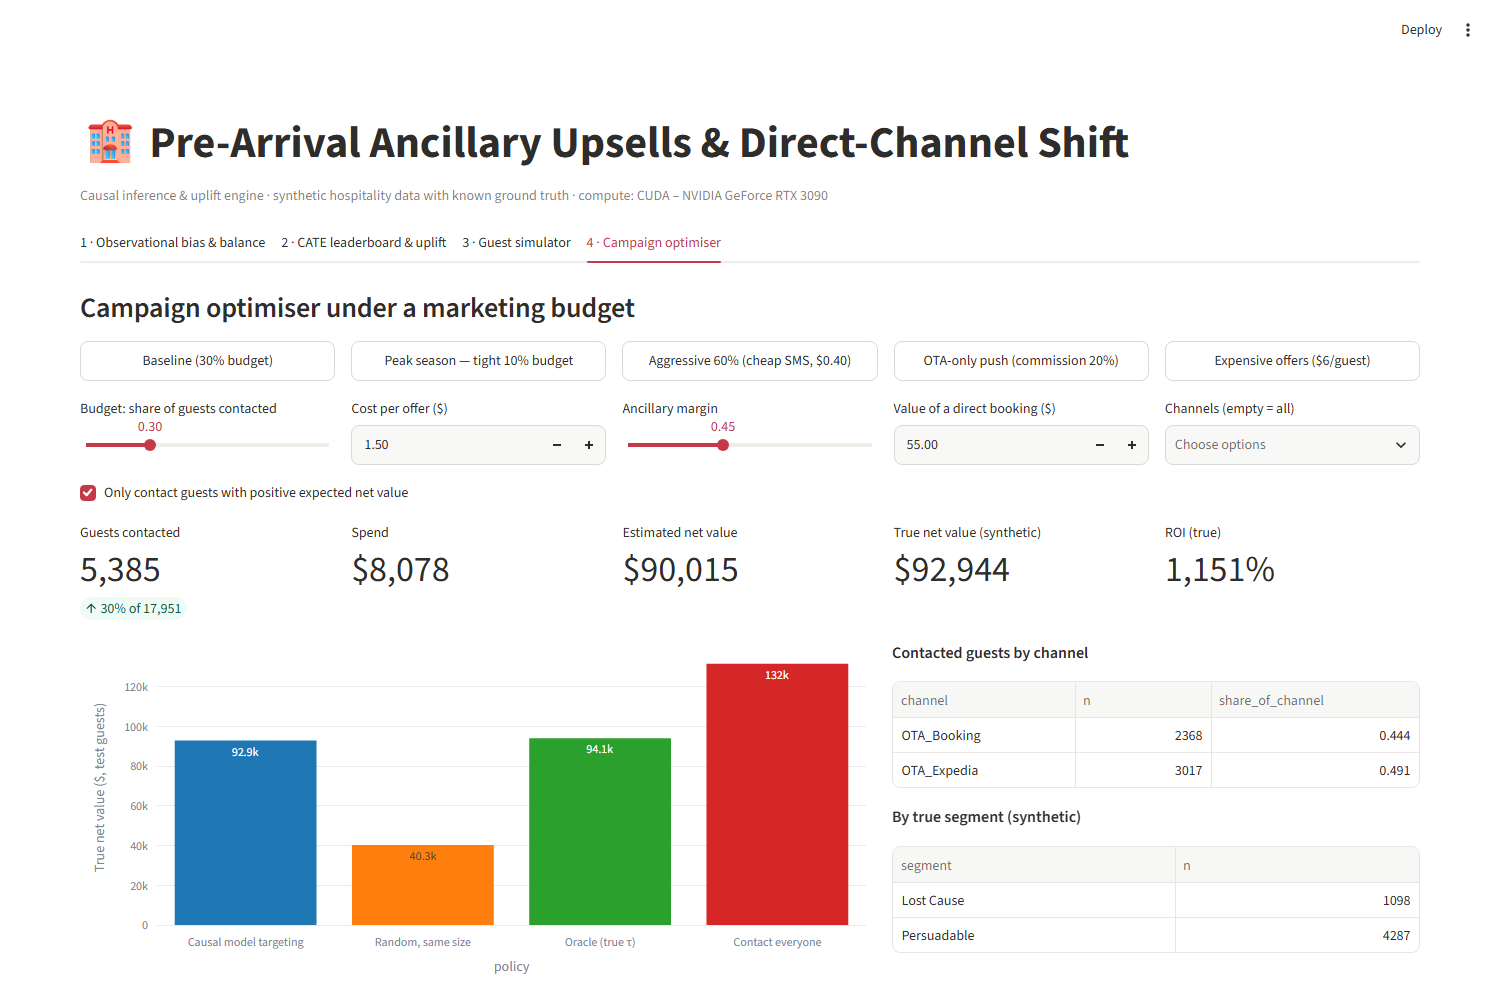 Deploy
Pre-Arrival Ancillary Upsells & Direct-Channel Shift
Causal inference & uplift engine · synthetic hospitality data with known ground truth · compute: CUDA – NVIDIA GeForce RTX 3090
1 · Observational bias & balance 2 · CATE leaderboard & uplift 3 · Guest simulator 4 · Campaign optimiser
Campaign optimiser under a marketing budget
Baseline (30% budget) Peak season — tight 10% budget Aggressive 60% (cheap SMS, $0.40) OTA-only push (commission 20%) Expensive offers ($6/guest)
Budget: share of guests contacted Cost per offer ($) Ancillary margin Value of a direct booking ($) Channels (empty = all)
0.30 0.45
1.50 55.00 Choose options
Only contact guests with positive expected net value
Guests contacted Spend Estimated net value True net value (synthetic) ROI (true)
5,385 $8,078 $90,015 $92,944 1,151%
↑ 30% of 17,951
True net value ($, test guests)
120k
100k
80k
60k
40k
20k
0
92.9k 40.3k 94.1k 132k
Causal model targeting Random, same size Oracle (true τ) Contact everyone
policy
Contacted guests by channel
channel n share_of_channel
OTA_Booking 2368 0.444
OTA_Expedia 3017 0.491
By true segment (synthetic)
segment n
Lost Cause 1098
Persuadable 4287